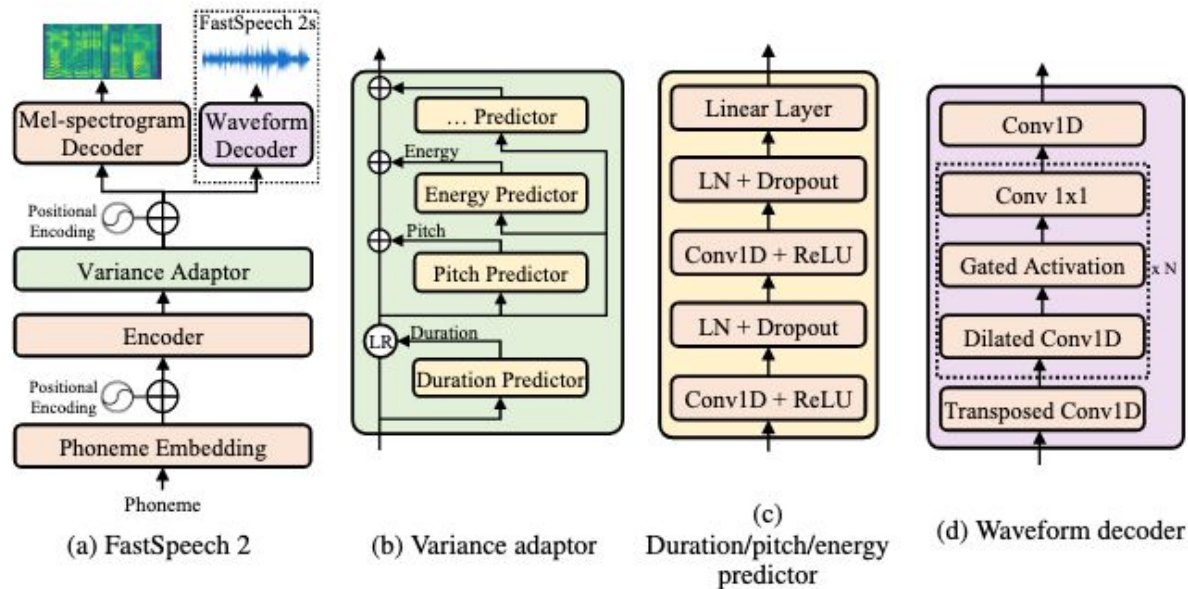 FastSpeech 2s
Mel-spectrogram
Decoder
Waveform
Decoder
Positional
Encoding
Variance Adaptor
Encoder
Positional
Encoding
Phoneme Embedding
Phoneme
(a) FastSpeech 2
... Predictor
Energy
Energy Predictor
Pitch
Pitch Predictor
LR
Duration
Duration Predictor
(b) Variance adaptor
Linear Layer
LN + Dropout
Conv1D + ReLU
LN + Dropout
Conv1D + ReLU
(c)
Duration/pitch/energy
predictor
Conv1D
Conv 1x1
Gated Activation
x N
Dilated Conv1D
Transposed Conv1D
(d) Waveform decoder